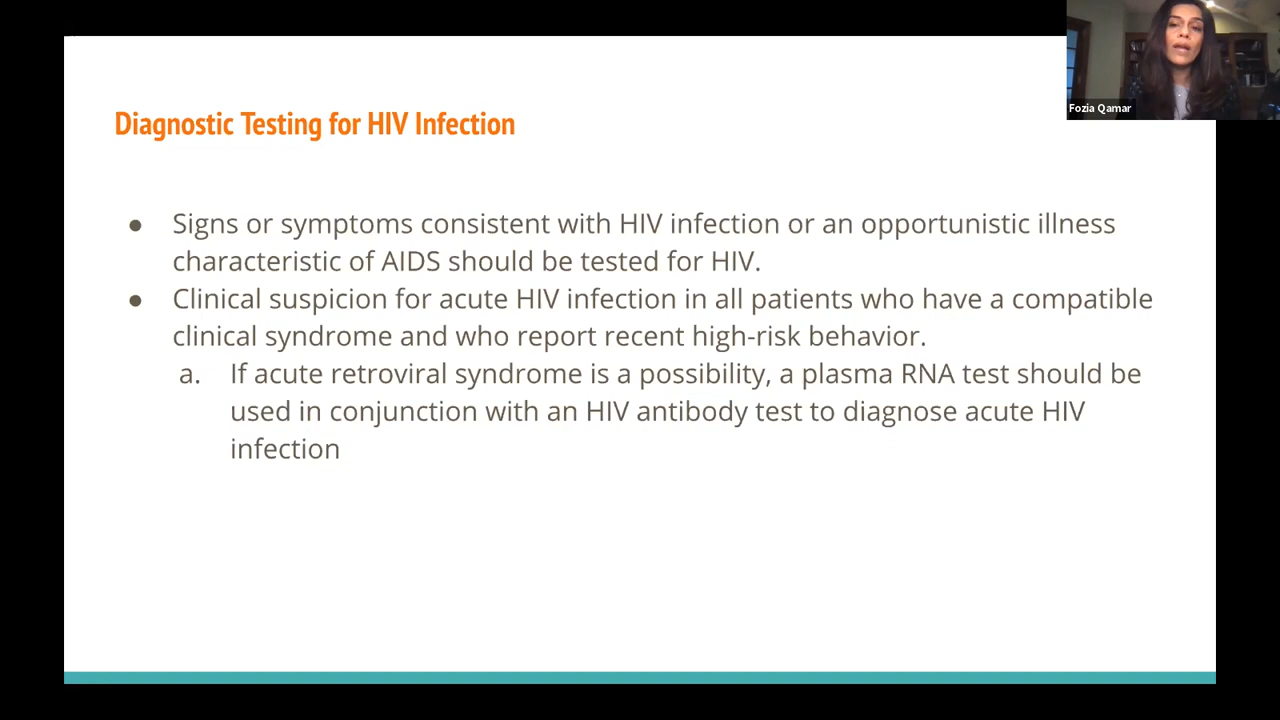 Diagnostic Testing for HIV Infection
● Signs or symptoms consistent with HIV infection or an opportunistic illness
characteristic of AIDS should be tested for HIV.
● Clinical suspicion for acute HIV infection in all patients who have a compatible
clinical syndrome and who report recent high-risk behavior.
a. If acute retroviral syndrome is a possibility, a plasma RNA test should be
used in conjunction with an HIV antibody test to diagnose acute HIV
infection
Fozia Qamar